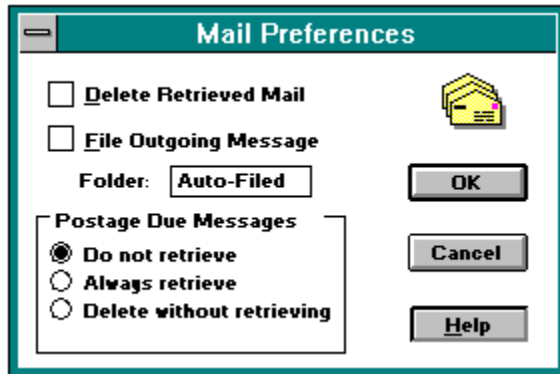 Mail Preferences
Delete Retrieved Mail
File Outgoing Message
Folder: Auto-Filed
OK
Postage Due Messages
Do not retrieve
Always retrieve
Delete without retrieving
Cancel
Help